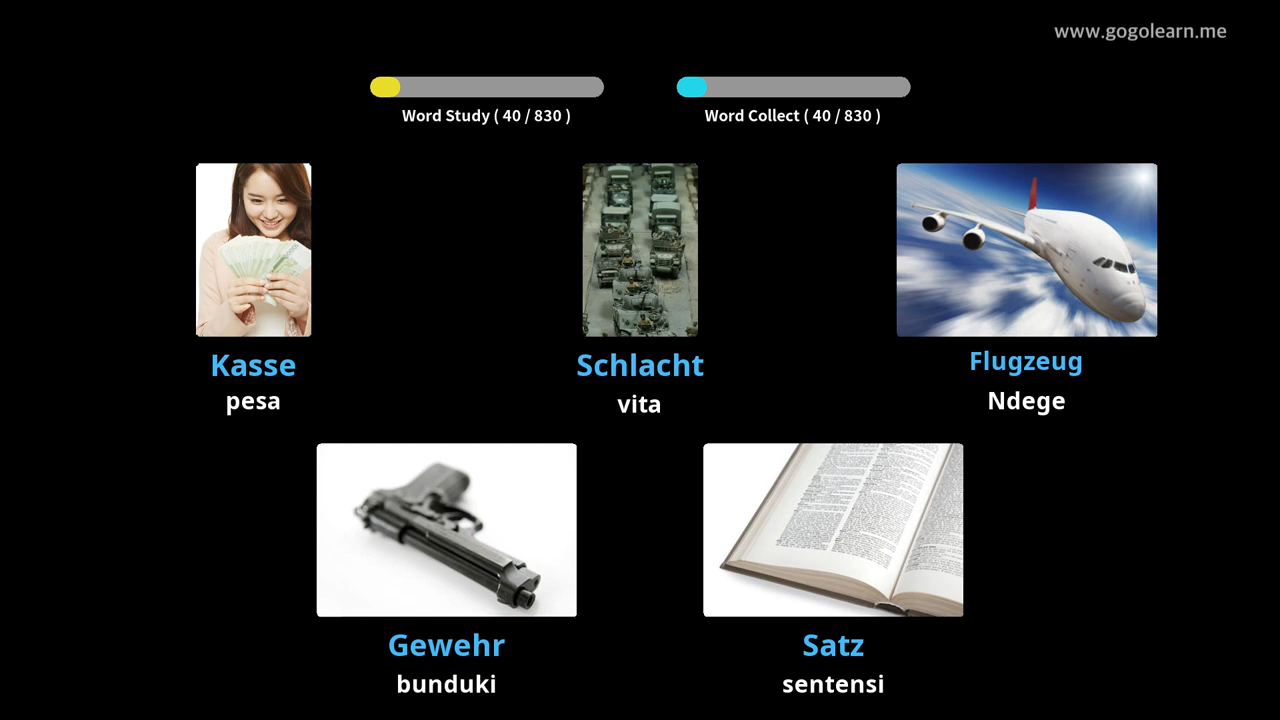 www.gogolearn.me
Word Study ( 40 / 830 )
Word Collect ( 40 / 830 )
Kasse
pesa
Schlacht
vita
Flugzeug
Ndege
Gewehr
bunduki
Satz
sentensi